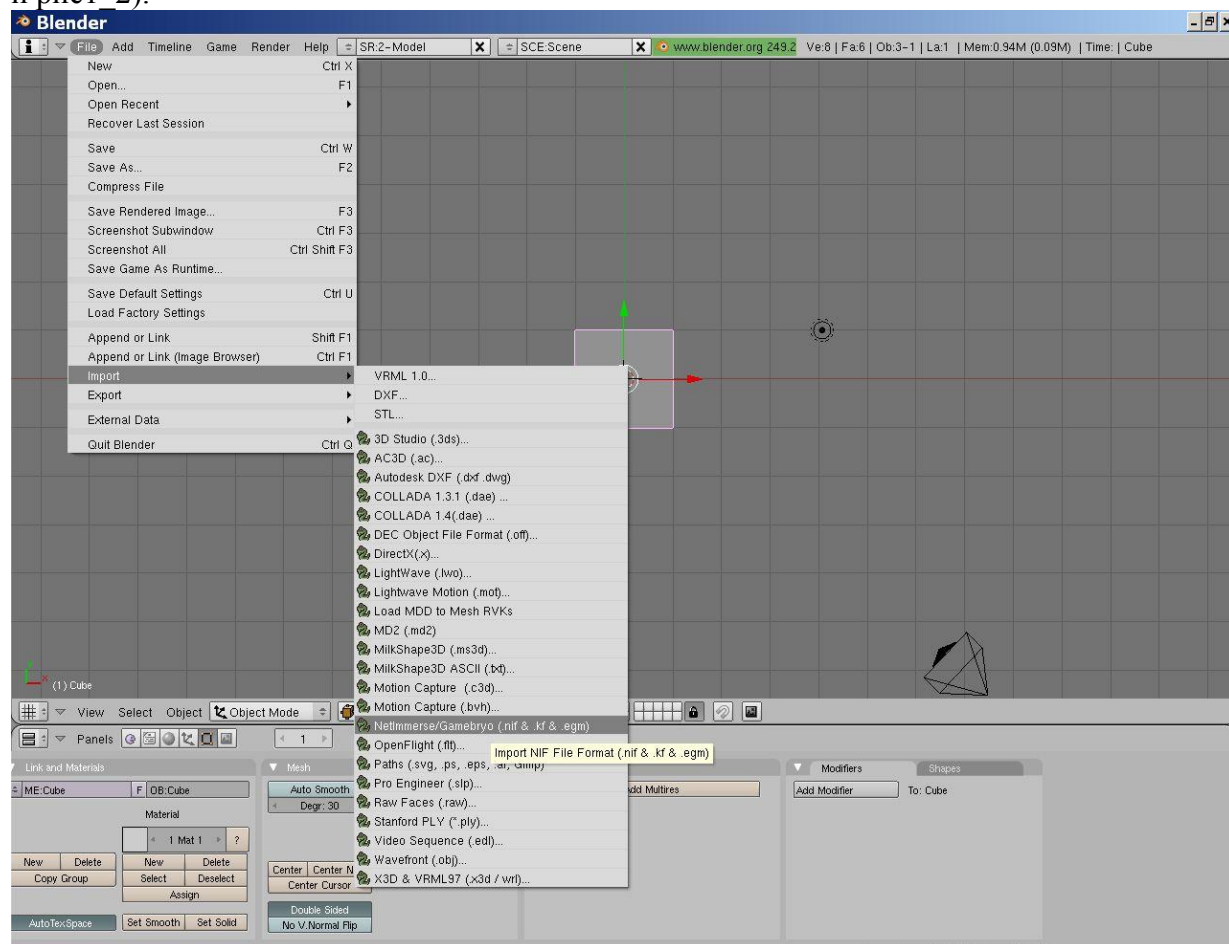 и рис1_2).
Blender
File Add Timeline Game Render Help SR:2-Model X SCE:Scene X www.blender.org 249.2 Ve:8 | Fa:6 | Ob:3-1 | La:1 | Mem:0.94M (0.09M) | Time: | Cube
New Ctrl X
Open... F1
Open Recent
Recover Last Session
Save Ctrl W
Save As... F2
Compress File
Save Rendered Image... F3
Screenshot Subwindow Ctrl F3
Screenshot All Ctrl Shift F3
Save Game As Runtime...
Save Default Settings Ctrl U
Load Factory Settings
Append or Link Shift F1
Append or Link (Image Browser) Ctrl F1
Import
Export
External Data
Quit Blender Ctrl Q
VRML 1.0...
DXF...
STL...
3D Studio (.3ds)...
AC3D (.ac)...
Autodesk DXF (.dxf .dwg)
COLLADA 1.3.1 (.dae) ...
COLLADA 1.4(.dae) ...
DEC Object File Format (.off)...
DirectX(.x)...
LightWave (.lwo)...
Lightwave Motion (.mot)...
Load MDD to Mesh RVKs
MD2 (.md2)
MilkShape3D (.ms3d)...
MilkShape3D ASCII (.txt)...
Motion Capture (.c3d)...
Motion Capture (.bvh)...
NetImmerse/Gamebryo (.nif & .kf & .egm)
OpenFlight (.flt)...
Import NIF File Format (.nif & .kf & .egm)
Paths (.svg, .ps, .eps, .ai, Gimp)
Pro Engineer (.slp)...
Raw Faces (.raw)...
Stanford PLY (*.ply)...
Video Sequence (.edl)...
Wavefront (.obj)...
X3D & VRML97 (.x3d / wrl)...
x
(1) Cube
View Select Object Object Mode
Panels 1
Link and Materials Mesh Modifiers Shapes
ME:Cube F OB:Cube Auto Smooth Add Multires Add Modifier To: Cube
Material Degr: 30
1 Mat 1 ?
New Delete New Delete Center Center N
Copy Group Select Deselect Center Cursor
Assign
AutoTexSpace Set Smooth Set Solid Double Sided
No V.Normal Flip